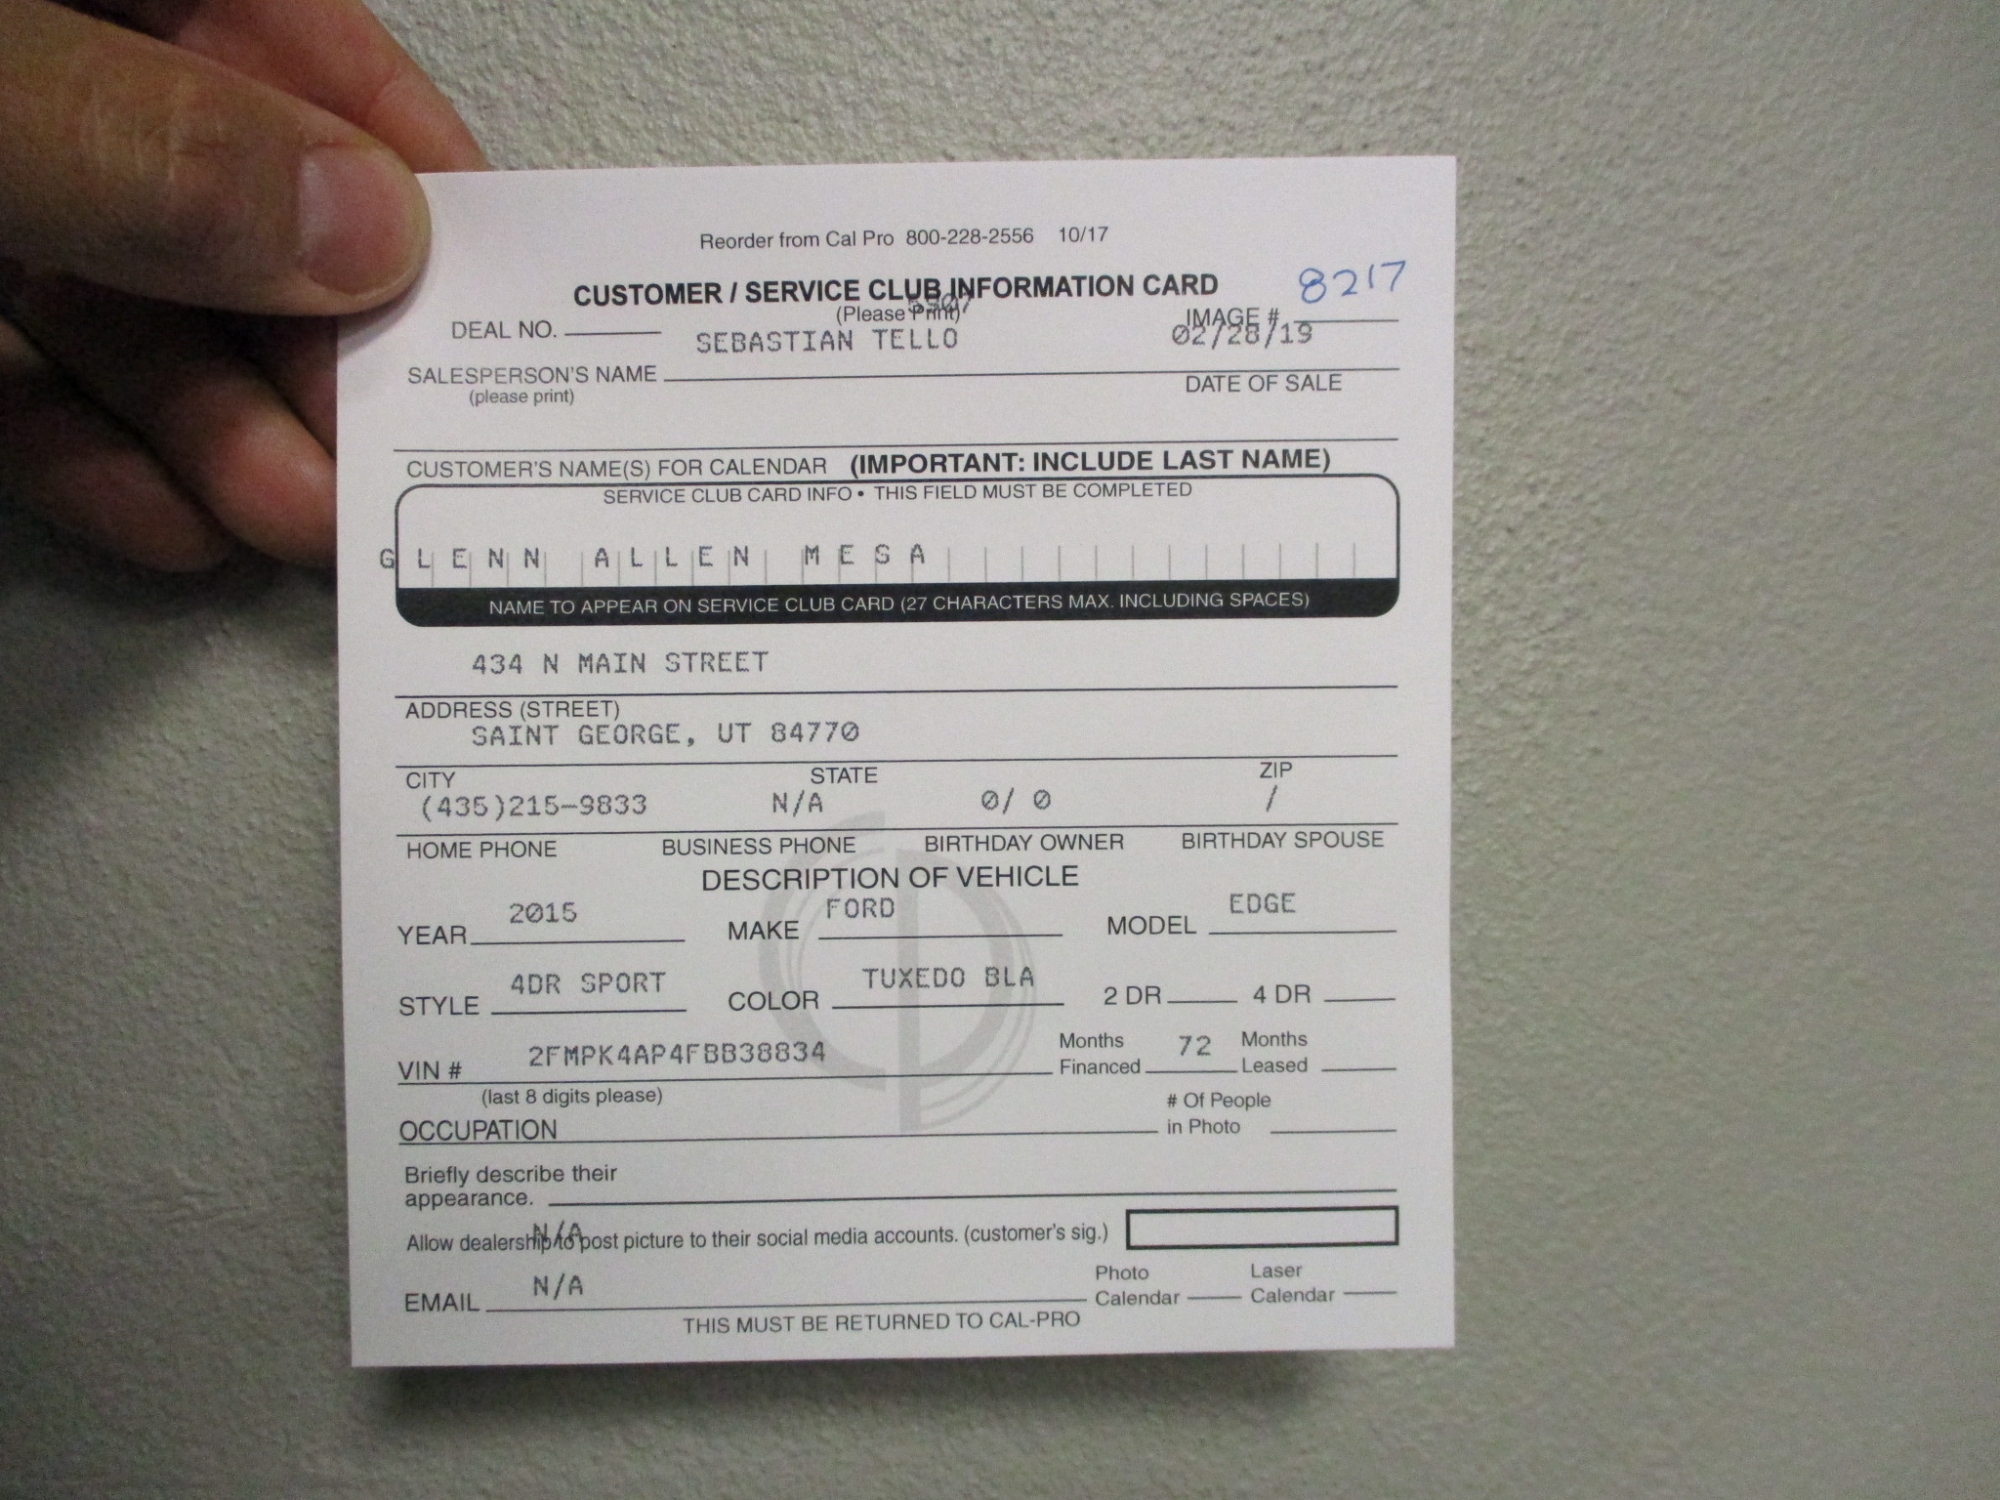 Reorder from Cal Pro 800-228-2556 10/17
CUSTOMER / SERVICE CLUB INFORMATION CARD
8217
(Please Print)
DEAL NO. IMAGE #
SEBASTIAN TELLO 02/28/19
SALESPERSON'S NAME DATE OF SALE
(please print)
CUSTOMER'S NAME(S) FOR CALENDAR (IMPORTANT: INCLUDE LAST NAME)
SERVICE CLUB CARD INFO • THIS FIELD MUST BE COMPLETED
GLENN ALLEN MESA
NAME TO APPEAR ON SERVICE CLUB CARD (27 CHARACTERS MAX. INCLUDING SPACES)
434 N MAIN STREET
ADDRESS (STREET)
SAINT GEORGE, UT 84770
CITY STATE ZIP
(435)215-9833 N/A 0/ 0 /
HOME PHONE BUSINESS PHONE BIRTHDAY OWNER BIRTHDAY SPOUSE
DESCRIPTION OF VEHICLE
YEAR 2015 MAKE FORD MODEL EDGE
STYLE 4DR SPORT COLOR TUXEDO BLA 2 DR 4 DR
VIN # 2FMPK4AP4FBB38834 Months Financed 72 Months Leased
(last 8 digits please)
OCCUPATION # Of People in Photo
Briefly describe their
appearance.
N/A
Allow dealership to post picture to their social media accounts. (customer's sig.)
EMAIL N/A Photo Calendar Laser Calendar
THIS MUST BE RETURNED TO CAL-PRO